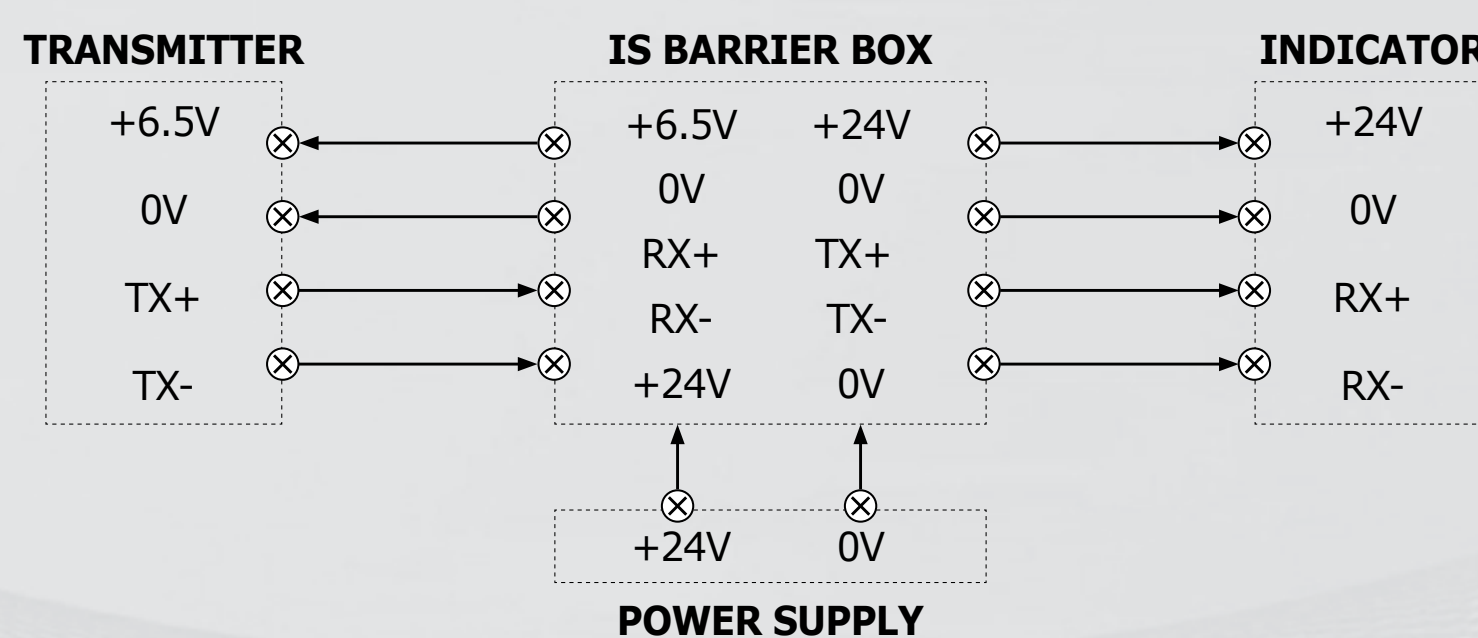 TRANSMITTER
+6.5V
0V
TX+
TX-
IS BARRIER BOX
+6.5V +24V
0V 0V
RX+ TX+
RX- TX-
+24V 0V
INDICATOR
+24V
0V
RX+
RX-
+24V 0V
POWER SUPPLY